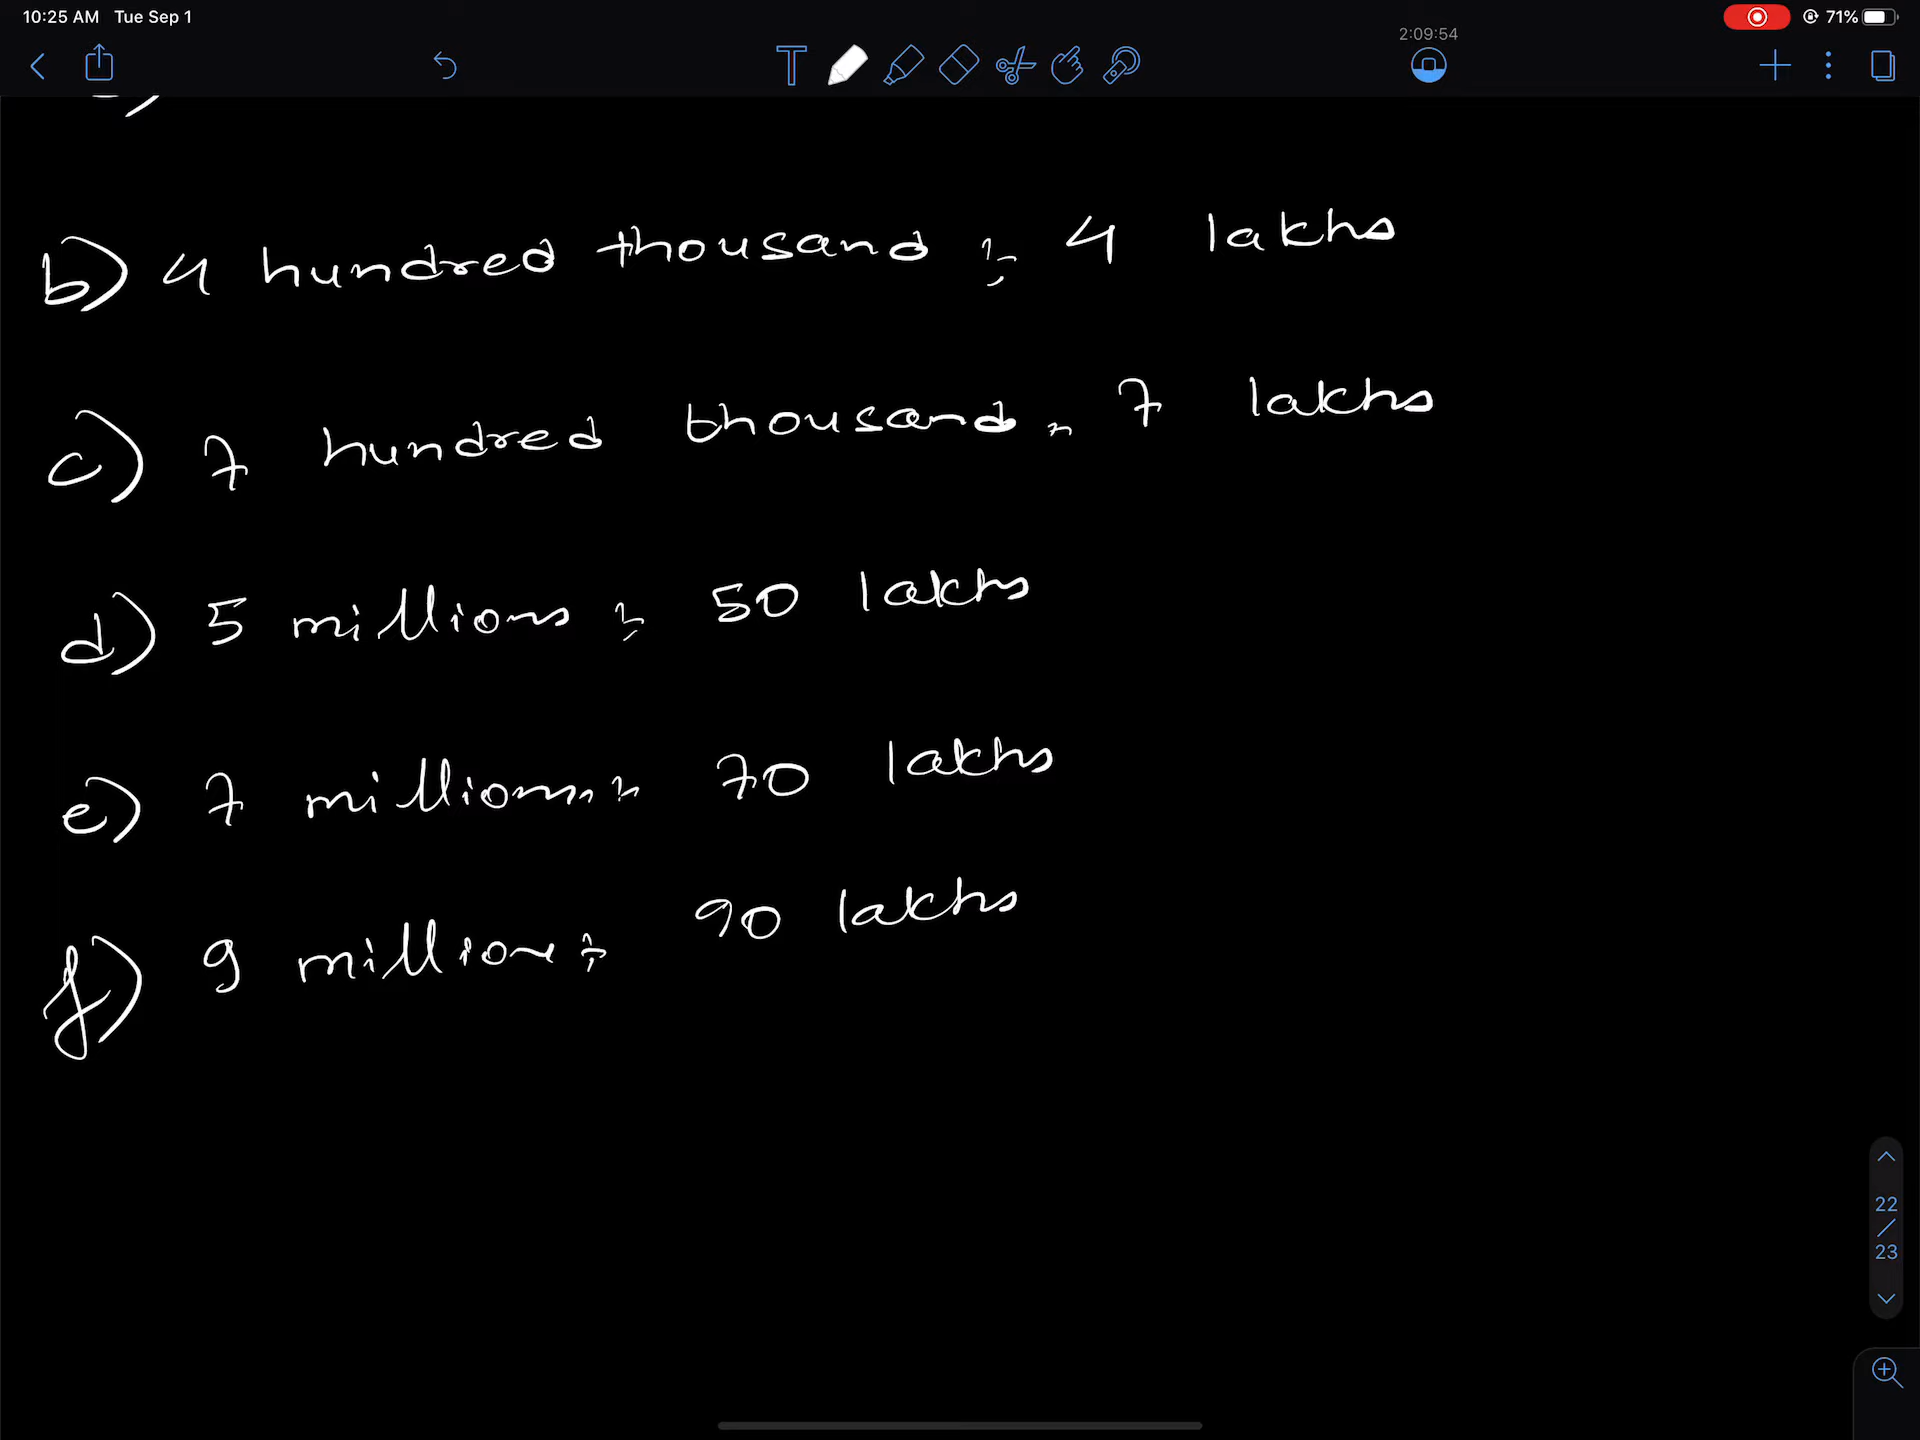 10:25 AM Tue Sep 1
71%
2:09:54
b) 4 hundred thousand = 4 lakhs
c) 7 hundred thousand = 7 lakhs
d) 5 millions = 50 lakhs
e) 7 millions = 70 lakhs
f) 9 million = 90 lakhs
22
/
23